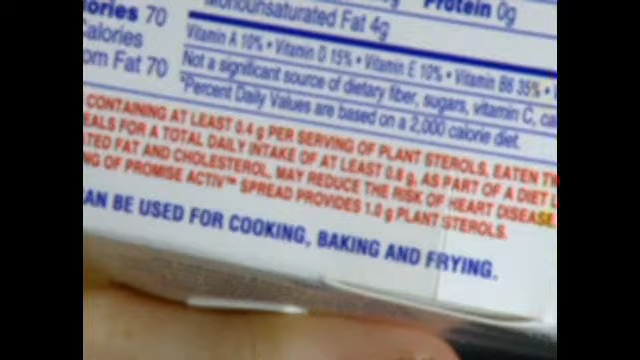 ories 70
Monounsaturated Fat 4g
Protein 0g
Calories
om Fat 70
Vitamin A 10% • Vitamin D 15% • Vitamin E 10% • Vitamin B6 35% •
Not a significant source of dietary fiber, sugars, vitamin C, ca
*Percent Daily Values are based on a 2,000 calorie diet.
CONTAINING AT LEAST 0.4 g PER SERVING OF PLANT STEROLS, EATEN TW
EALS FOR A TOTAL DAILY INTAKE OF AT LEAST 0.8 g, AS PART OF A DIET L
TED FAT AND CHOLESTEROL, MAY REDUCE THE RISK OF HEART DISEASE.
NG OF PROMISE ACTIV™ SPREAD PROVIDES 1.0 g PLANT STEROLS.
AN BE USED FOR COOKING, BAKING AND FRYING.